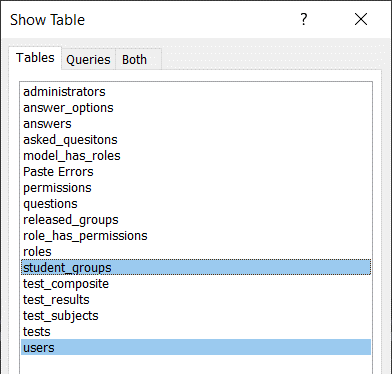 Show Table
?
Tables Queries Both
administrators
answer_options
answers
asked_quesitons
model_has_roles
Paste Errors
permissions
questions
released_groups
role_has_permissions
roles
student_groups
test_composite
test_results
test_subjects
tests
users